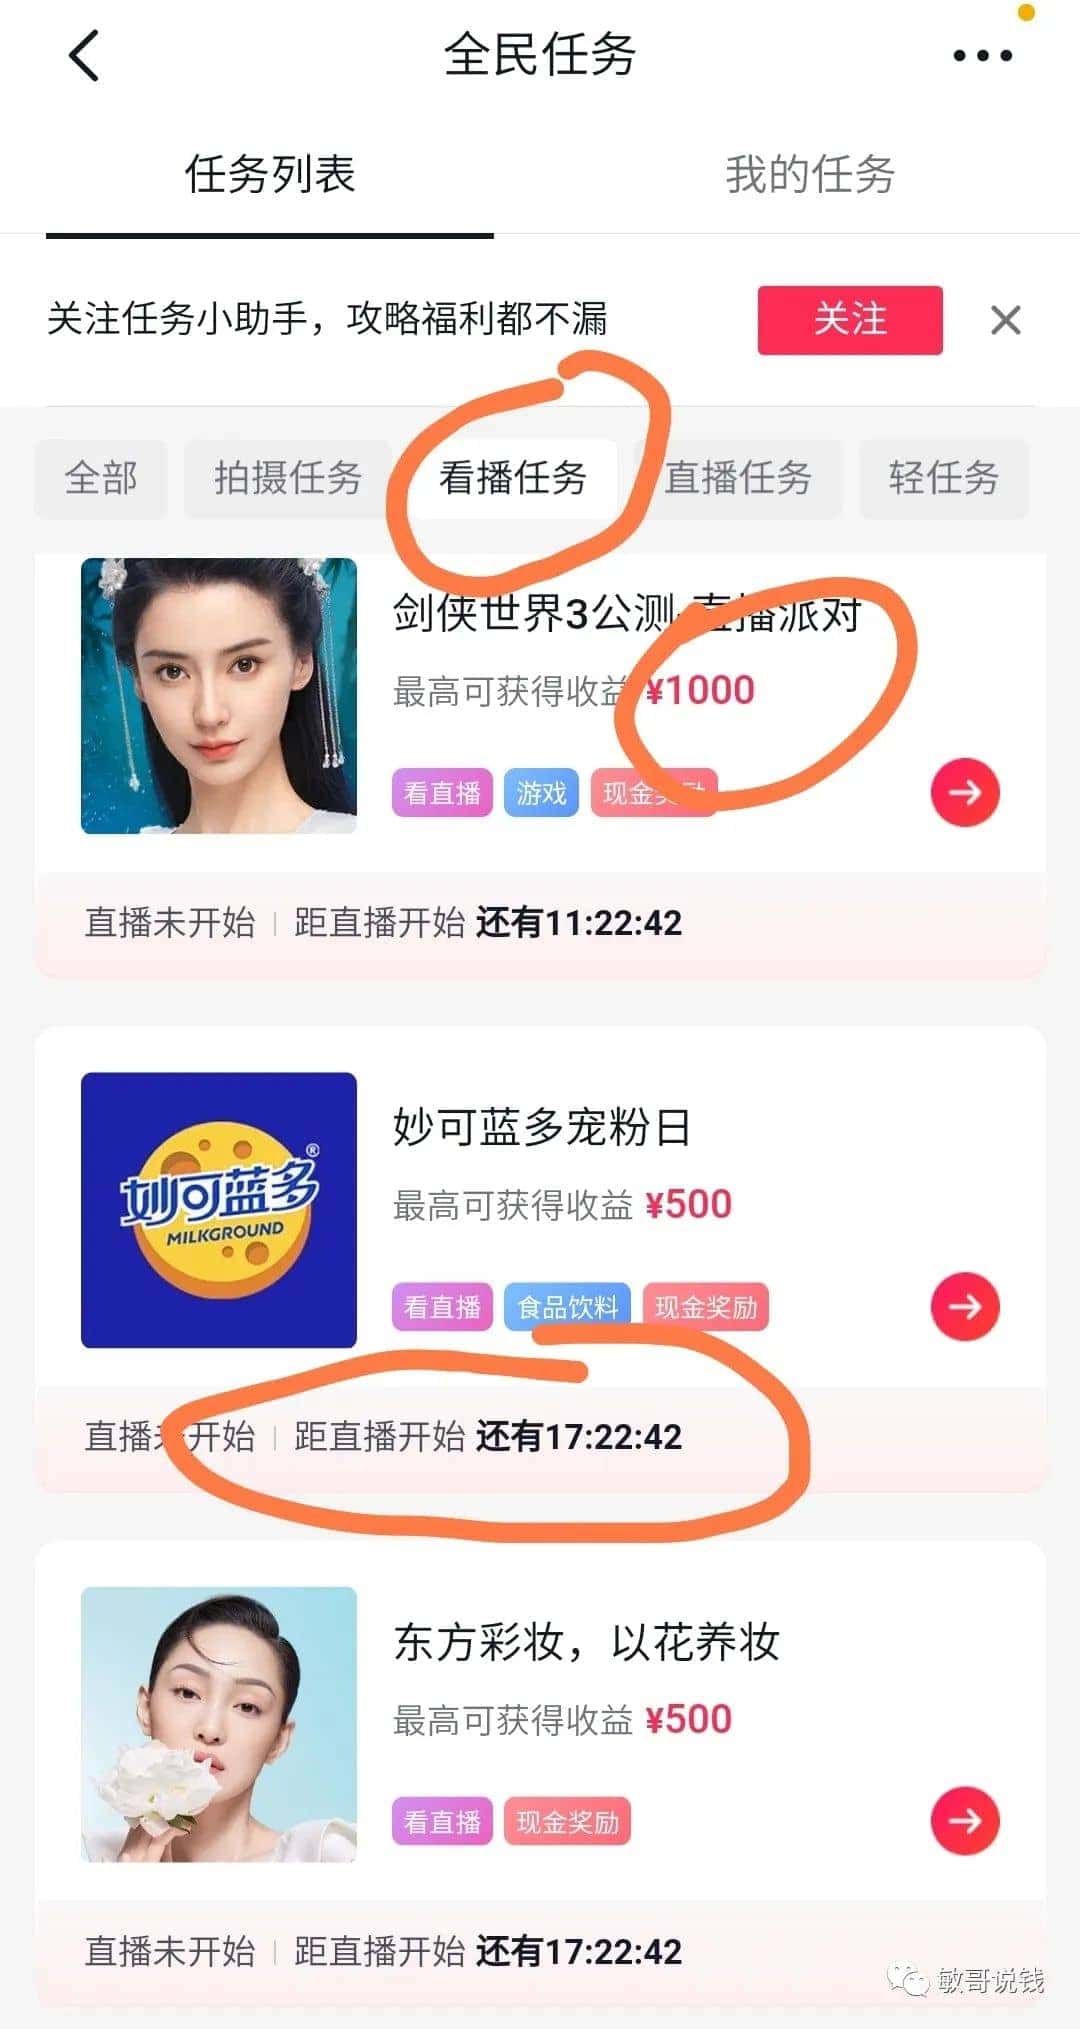 全民任务
任务列表 我的任务
关注任务小助手，攻略福利都不漏 关注
全部 拍摄任务 看播任务 直播任务 轻任务
剑侠世界3公测-直播派对
最高可获得收益 ¥1000
看直播 游戏 现金奖励
直播未开始 | 距直播开始 还有11:22:42
妙可蓝多®
MILKGROUND
妙可蓝多宠粉日
最高可获得收益 ¥500
看直播 食品饮料 现金奖励
直播未开始 | 距直播开始 还有17:22:42
东方彩妆，以花养妆
最高可获得收益 ¥500
看直播 现金奖励
直播未开始 | 距直播开始 还有17:22:42
敏哥说钱